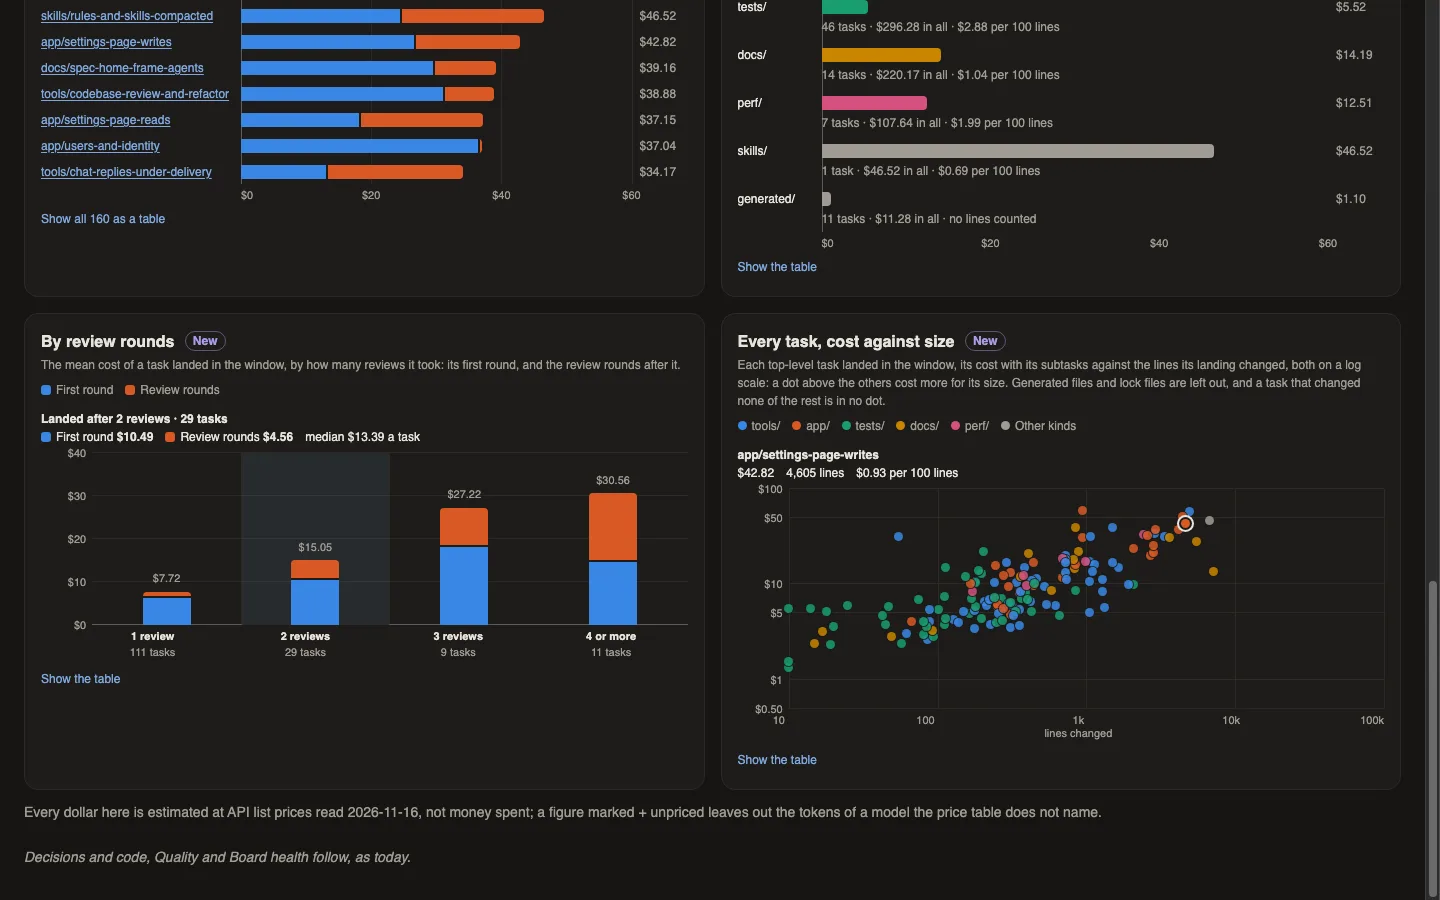 skills/rules-and-skills-compacted $46.52
app/settings-page-writes $42.82
docs/spec-home-frame-agents $39.16
tools/codebase-review-and-refactor $38.88
app/settings-page-reads $37.15
app/users-and-identity $37.04
tools/chat-replies-under-delivery $34.17
$0 $20 $40 $60
Show all 160 as a table
tests/ $5.52
46 tasks · $296.28 in all · $2.88 per 100 lines
docs/ $14.19
14 tasks · $220.17 in all · $1.04 per 100 lines
perf/ $12.51
7 tasks · $107.64 in all · $1.99 per 100 lines
skills/ $46.52
1 task · $46.52 in all · $0.69 per 100 lines
generated/ $1.10
11 tasks · $11.28 in all · no lines counted
$0 $20 $40 $60
Show the table
By review rounds New
The mean cost of a task landed in the window, by how many reviews it took: its first round, and the review rounds after it.
First round Review rounds
Landed after 2 reviews · 29 tasks
First round $10.49 Review rounds $4.56 median $13.39 a task
$40
$30
$20
$10
$0
$7.72
$15.05
$27.22
$30.56
1 review 2 reviews 3 reviews 4 or more
111 tasks 29 tasks 9 tasks 11 tasks
Show the table
Every task, cost against size New
Each top-level task landed in the window, its cost with its subtasks against the lines its landing changed, both on a log
scale: a dot above the others cost more for its size. Generated files and lock files are left out, and a task that changed
none of the rest is in no dot.
tools/ app/ tests/ docs/ perf/ Other kinds
app/settings-page-writes
$42.82 4,605 lines $0.93 per 100 lines
$100
$50
$10
$5
$1
$0.50
10 100 1k 10k 100k
lines changed
Show the table
Every dollar here is estimated at API list prices read 2026-11-16, not money spent; a figure marked + unpriced leaves out the tokens of a model the price table does not name.
Decisions and code, Quality and Board health follow, as today.